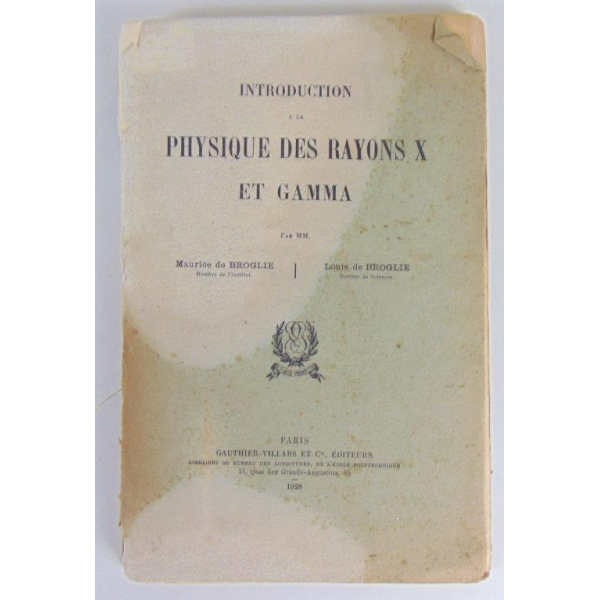 INTRODUCTION
A LA
PHYSIQUE DES RAYONS X
ET GAMMA
PAR MM.
Maurice de BROGLIE
Membre de l'Institut.
Louis de BROGLIE
Docteur ès Sciences.
PARIS
GAUTHIER-VILLARS ET Cie, ÉDITEURS
LIBRAIRES DU BUREAU DES LONGITUDES, DE L'ÉCOLE POLYTECHNIQUE
55, Quai des Grands-Augustins, 55
1928